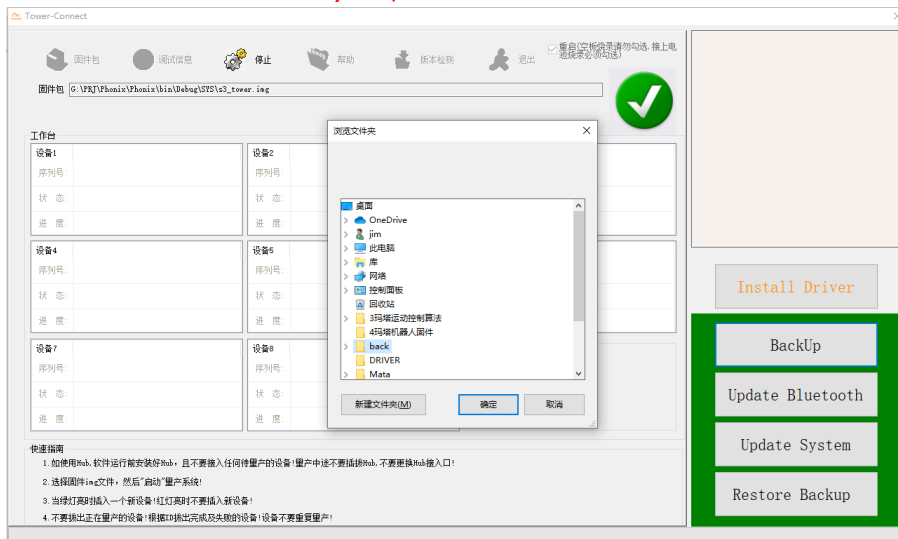 Tower-Connect
固件包
调试信息
停止
帮助
版本检测
退出
重启(空板烧录请勿勾选,接上电
池烧录必须勾选)
固件包 G:\PRJ\Phonix\Phonix\bin\Debug\SYS\s3_tower.img
工作台
设备1
序列号:
状 态:
进 度:
设备2
序列号:
状 态:
进 度:
设备4
序列号:
状 态:
进 度:
设备5
序列号:
状 态:
进 度:
设备7
序列号:
状 态:
进 度:
设备8
序列号:
状 态:
进 度:
浏览文件夹
桌面
OneDrive
jim
此电脑
库
网络
控制面板
回收站
3玛塔运动控制算法
4玛塔机器人固件
back
DRIVER
Mata
新建文件夹(M)
确定
取消
Install Driver
BackUp
Update Bluetooth
Update System
Restore Backup
快速指南
1.如使用Hub,软件运行前安装好Hub，且不要接入任何待量产的设备!量产中途不要插拔Hub,不要更换Hub接入口!
2.选择固件img文件，然后"启动"量产系统!
3.当绿灯亮时插入一个新设备!红灯亮时不要插入新设备!
4.不要拔出正在量产的设备!根据ID拔出完成及失败的设备!设备不要重复量产!